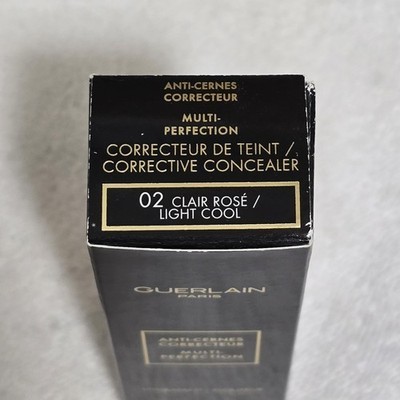 ANTI-CERNES
CORRECTEUR
MULTI-
PERFECTION
CORRECTEUR DE TEINT /
CORRECTIVE CONCEALER
02 CLAIR ROSÉ /
LIGHT COOL
GUERLAIN
PARIS
ANTI-CERNES
CORRECTEUR
MULTI-
PERFECTION